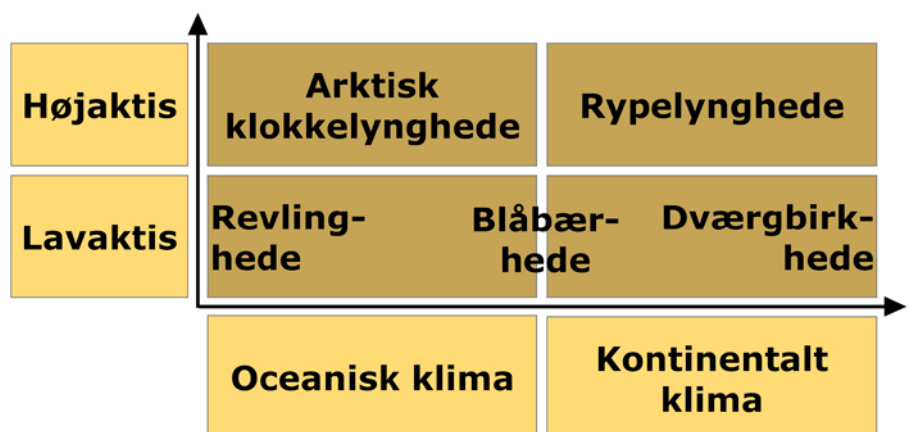 Højaktis
Arktisk
klokkelynghede
Rypelynghede
Lavaktis
Revling-
hede
Blåbær-
hede
Dværgbirk-
hede
Oceanisk klima
Kontinentalt
klima